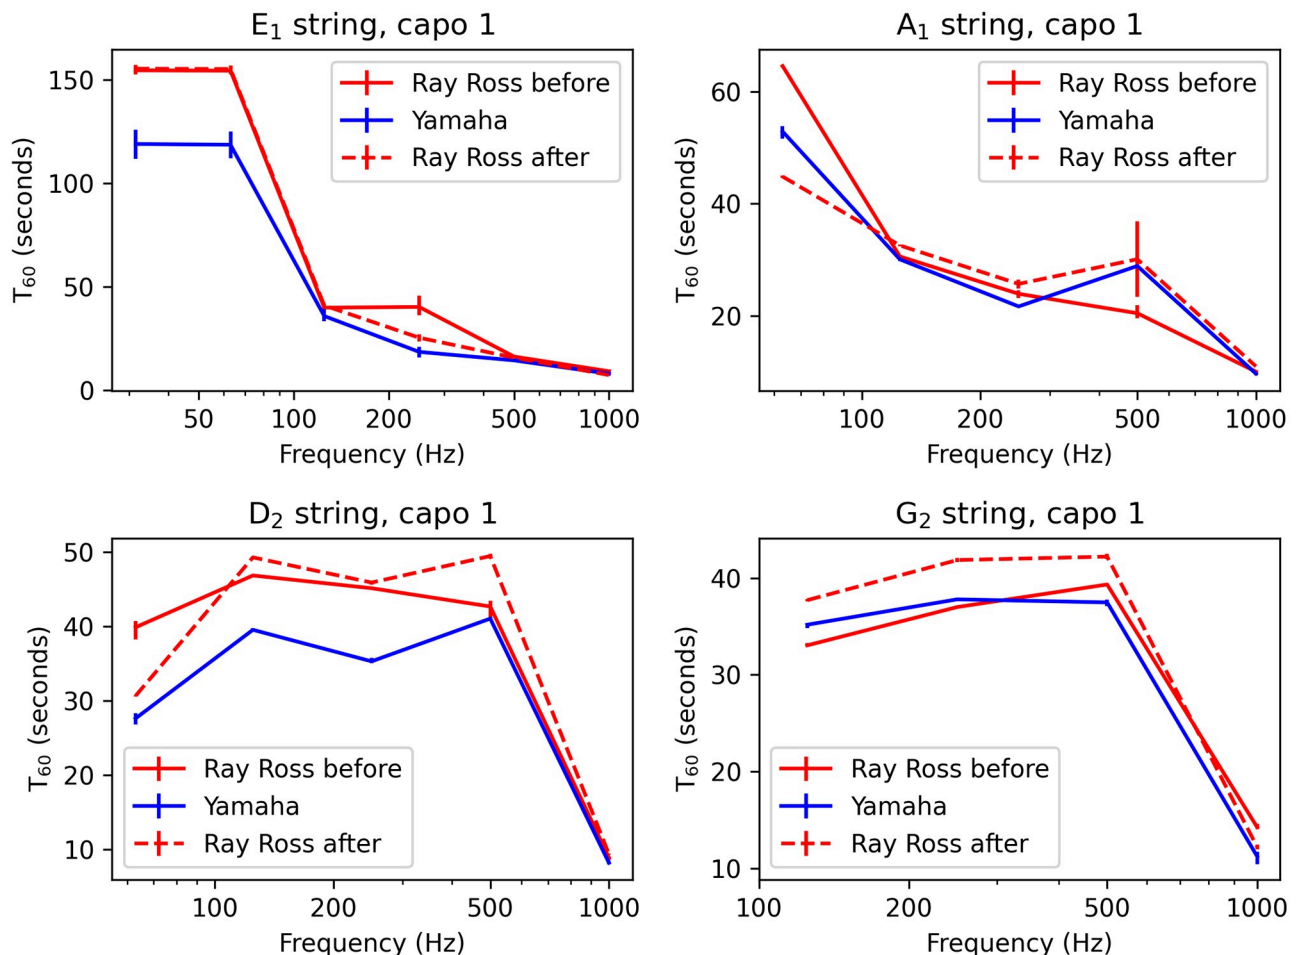 E₁ string, capo 1
T₆₀ (seconds)
150
100
50
0
Ray Ross before
Yamaha
Ray Ross after
50 100 200 500 1000
Frequency (Hz)
A₁ string, capo 1
T₆₀ (seconds)
60
40
20
Ray Ross before
Yamaha
Ray Ross after
100 200 500 1000
Frequency (Hz)
D₂ string, capo 1
T₆₀ (seconds)
50
40
30
20
10
Ray Ross before
Yamaha
Ray Ross after
100 200 500 1000
Frequency (Hz)
G₂ string, capo 1
T₆₀ (seconds)
40
30
20
10
Ray Ross before
Yamaha
Ray Ross after
100 200 500 1000
Frequency (Hz)